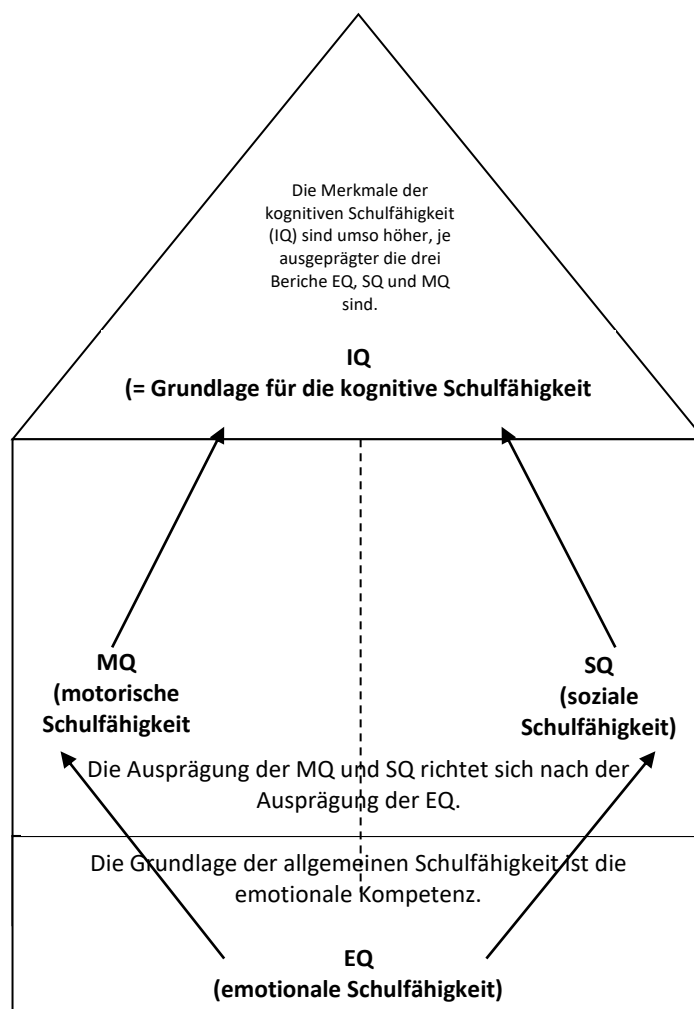 Die Merkmale der
kognitiven Schulfähigkeit
(IQ) sind umso höher, je
ausgeprägter die drei
Beriche EQ, SQ und MQ
sind.
IQ
(= Grundlage für die kognitive Schulfähigkeit
MQ
(motorische
Schulfähigkeit
SQ
(soziale
Schulfähigkeit)
Die Ausprägung der MQ und SQ richtet sich nach der
Ausprägung der EQ.
Die Grundlage der allgemeinen Schulfähigkeit ist die
emotionale Kompetenz.
EQ
(emotionale Schulfähigkeit)